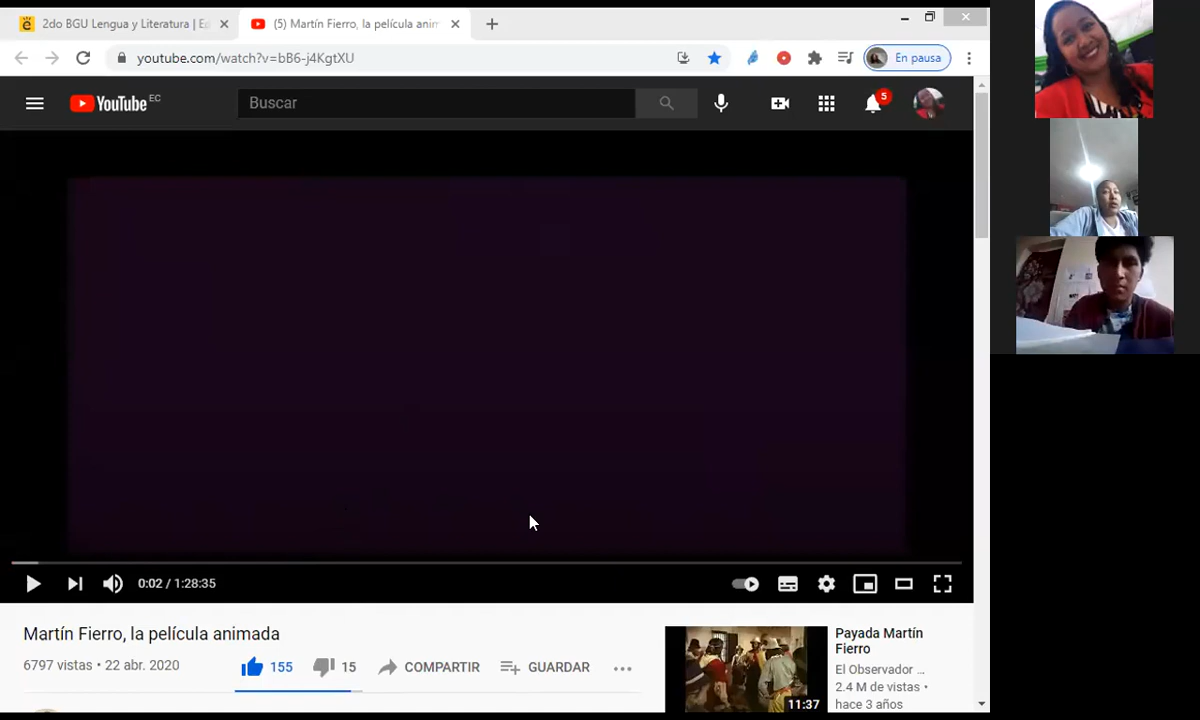 2do BGU Lengua y Literatura | E
(5) Martín Fierro, la película anim
youtube.com/watch?v=bB6-j4KgtXU
En pausa
YouTube EC
Buscar
5
0:02 / 1:28:35
Martín Fierro, la película animada
6797 vistas • 22 abr. 2020
155
15
COMPARTIR
GUARDAR
11:37
Payada Martín
Fierro
El Observador ...
2.4 M de vistas •
hace 3 años